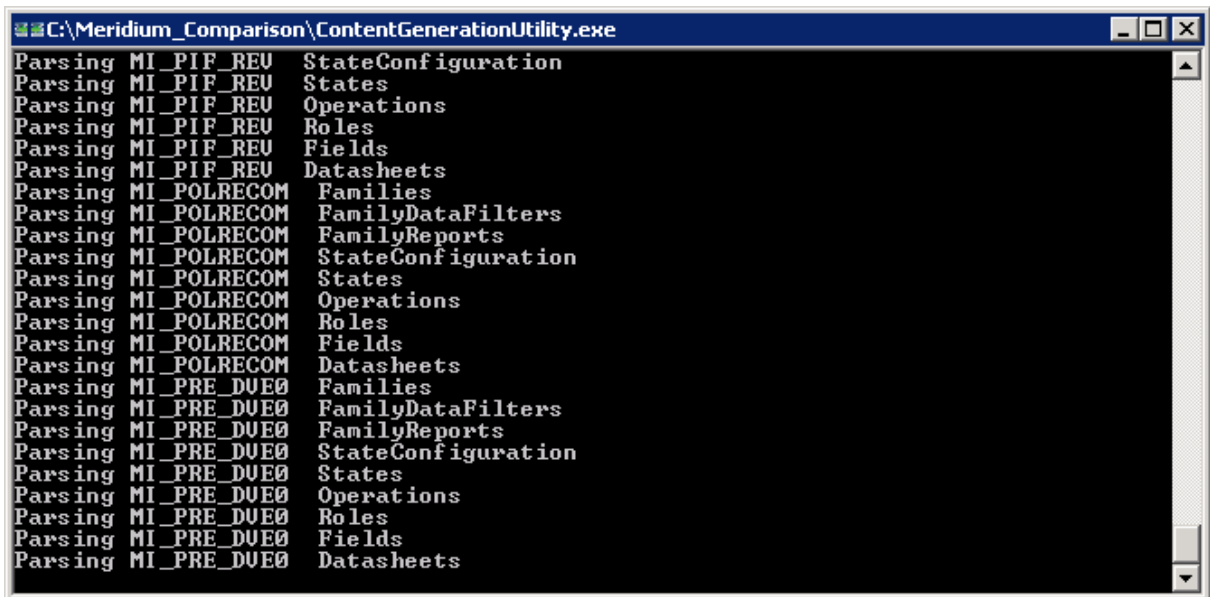 C:\Meridium_Comparison\ContentGenerationUtility.exe
Parsing MI_PIF_REV  StateConfiguration
Parsing MI_PIF_REV  States
Parsing MI_PIF_REV  Operations
Parsing MI_PIF_REV  Roles
Parsing MI_PIF_REV  Fields
Parsing MI_PIF_REV  Datasheets
Parsing MI_POLRECOM  Families
Parsing MI_POLRECOM  FamilyDataFilters
Parsing MI_POLRECOM  FamilyReports
Parsing MI_POLRECOM  StateConfiguration
Parsing MI_POLRECOM  States
Parsing MI_POLRECOM  Operations
Parsing MI_POLRECOM  Roles
Parsing MI_POLRECOM  Fields
Parsing MI_POLRECOM  Datasheets
Parsing MI_PRE_DVE0  Families
Parsing MI_PRE_DVE0  FamilyDataFilters
Parsing MI_PRE_DVE0  FamilyReports
Parsing MI_PRE_DVE0  StateConfiguration
Parsing MI_PRE_DVE0  States
Parsing MI_PRE_DVE0  Operations
Parsing MI_PRE_DVE0  Roles
Parsing MI_PRE_DVE0  Fields
Parsing MI_PRE_DVE0  Datasheets